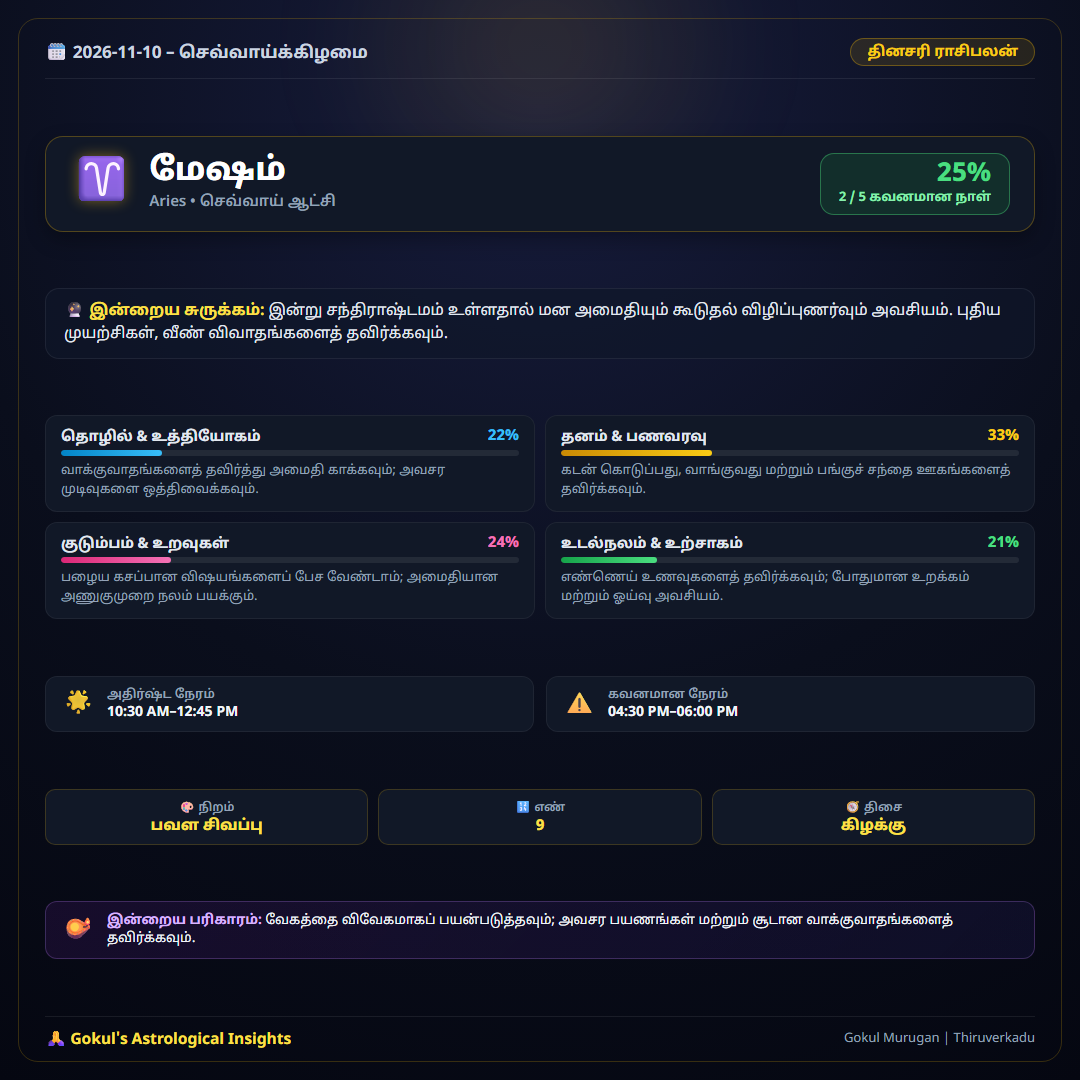 2026-11-10 – செவ்வாய்க்கிழமை
தினசரி ராசிபலன்
மேஷம்
Aries • செவ்வாய் ஆட்சி
25%
2 / 5 கவனமான நாள்
இன்றைய சுருக்கம்: இன்று சந்திராஷ்டமம் உள்ளதால் மன அமைதியும் கூடுதல் விழிப்புணர்வும் அவசியம். புதிய
முயற்சிகள், வீண் விவாதங்களைத் தவிர்க்கவும்.
தொழில் & உத்தியோகம்
22%
வாக்குவாதங்களைத் தவிர்த்து அமைதி காக்கவும்; அவசர
முடிவுகளை ஒத்திவைக்கவும்.
தனம் & பணவரவு
33%
கடன் கொடுப்பது, வாங்குவது மற்றும் பங்குச் சந்தை ஊகங்களைத்
தவிர்க்கவும்.
குடும்பம் & உறவுகள்
24%
பழைய கசப்பான விஷயங்களைப் பேச வேண்டாம்; அமைதியான
அணுகுமுறை நலம் பயக்கும்.
உடல்நலம் & உற்சாகம்
21%
எண்ணெய் உணவுகளைத் தவிர்க்கவும்; போதுமான உறக்கம்
மற்றும் ஓய்வு அவசியம்.
அதிர்ஷ்ட நேரம்
10:30 AM–12:45 PM
கவனமான நேரம்
04:30 PM–06:00 PM
நிறம்
பவள சிவப்பு
எண்
9
திசை
கிழக்கு
இன்றைய பரிகாரம்: வேகத்தை விவேகமாகப் பயன்படுத்தவும்; அவசர பயணங்கள் மற்றும் சூடான வாக்குவாதங்களைத்
தவிர்க்கவும்.
Gokul's Astrological Insights
Gokul Murugan | Thiruverkadu